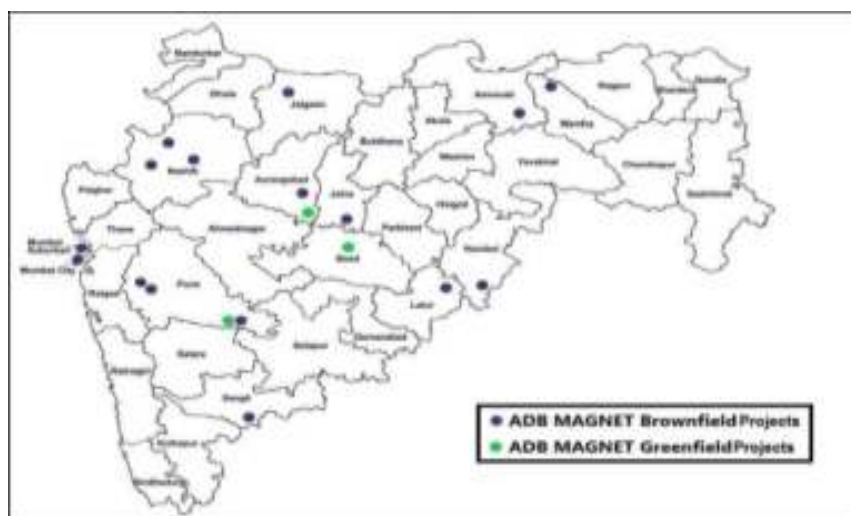 Nandurbar
Dhule
Jalgaon
Amravati
Nagpur
Bhandara
Gondia
Buldhana
Akola
Wardha
Nashik
Aurangabad
Washim
Yavatmal
Chandrapur
Gadchiroli
Palghar
Jalna
Hingoli
Thane
Ahmednagar
Parbhani
Nanded
Mumbai
Suburban
Beed
Mumbai City
Raigad
Pune
Latur
Osmanabad
Satara
Solapur
Ratnagiri
Sangli
Kolhapur
Sindhudurg
ADB MAGNET Brownfield Projects
ADB MAGNET Greenfield Projects